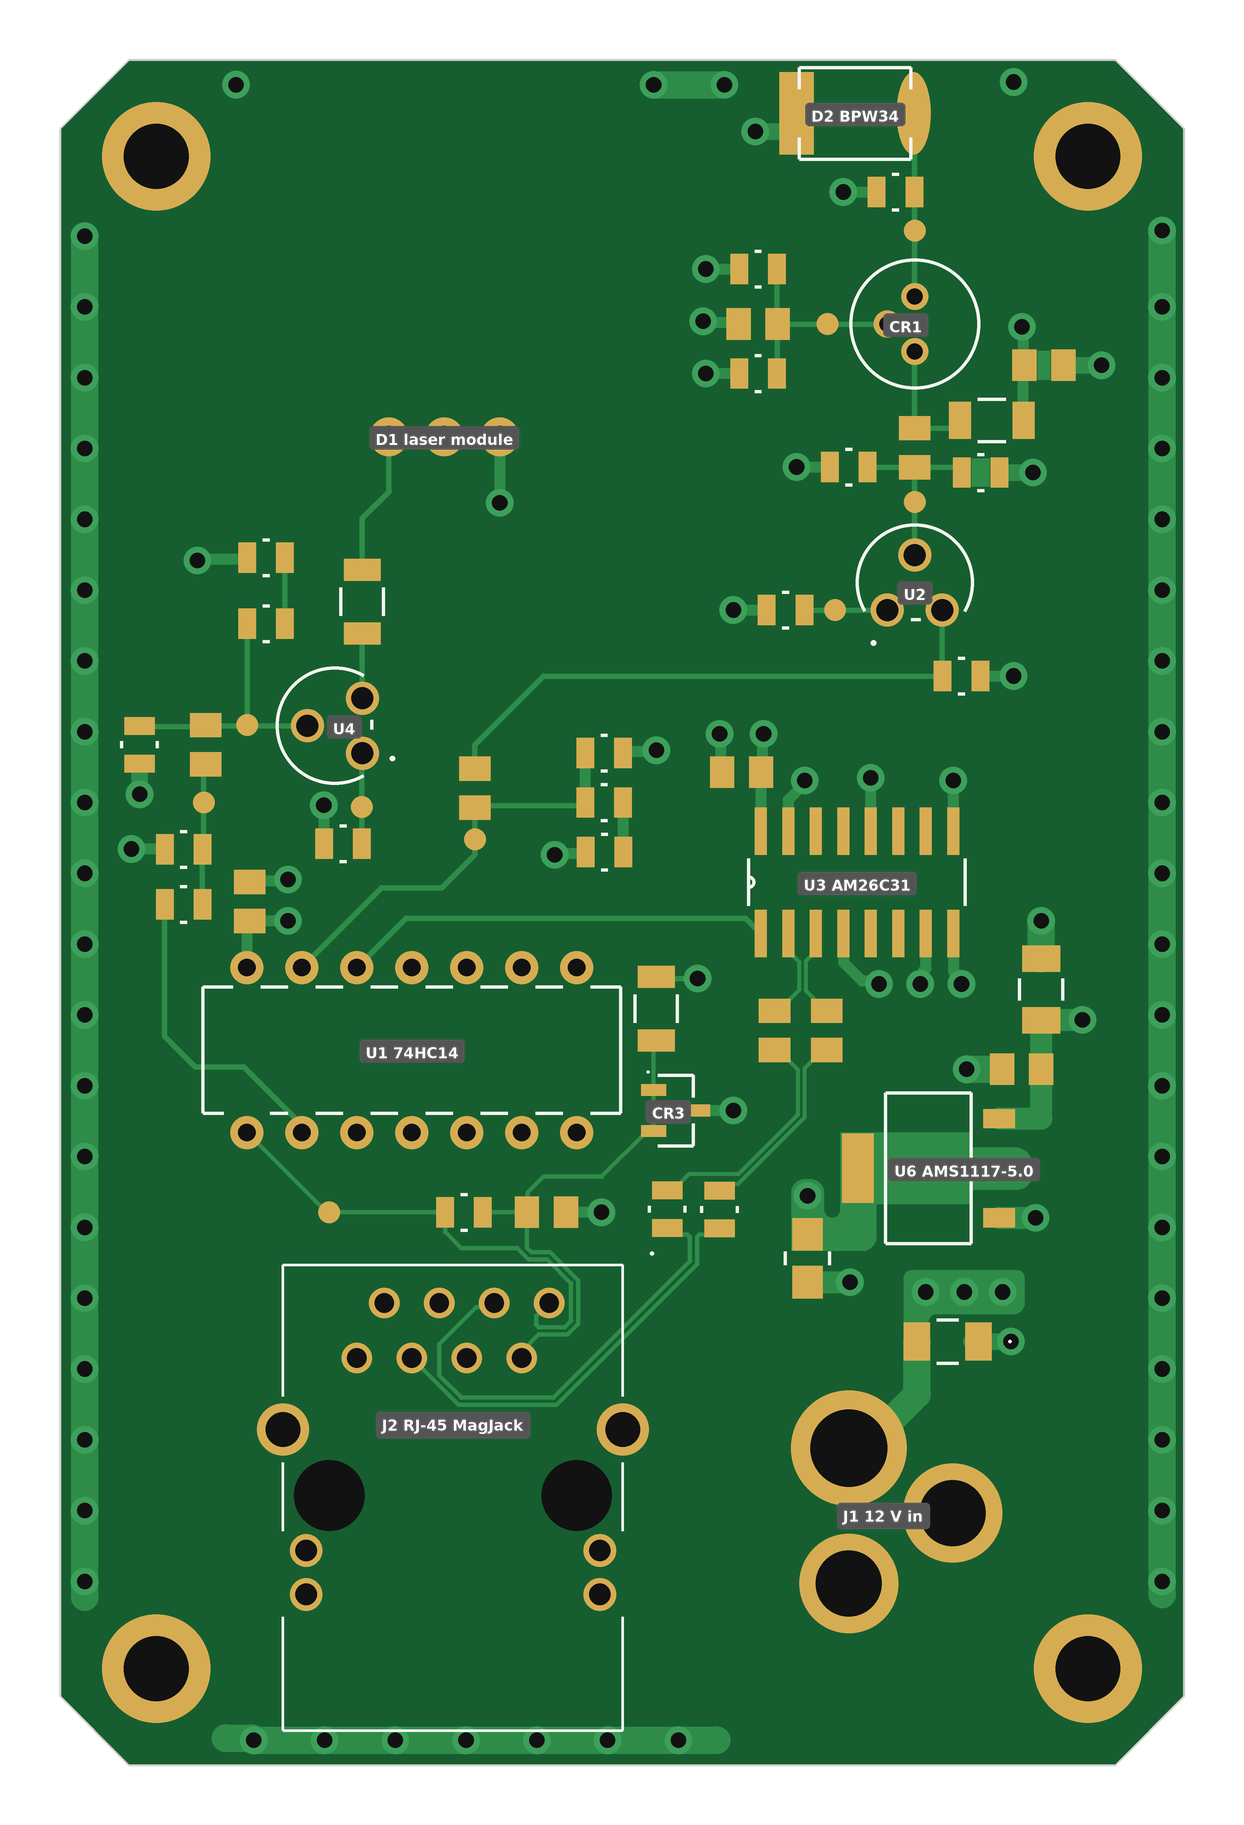 D2 BPW34
CR1
D1 laser module
U2
U4
U3 AM26C31
U1 74HC14
CR3
U6 AMS1117-5.0
J2 RJ-45 MagJack
J1 12 V in